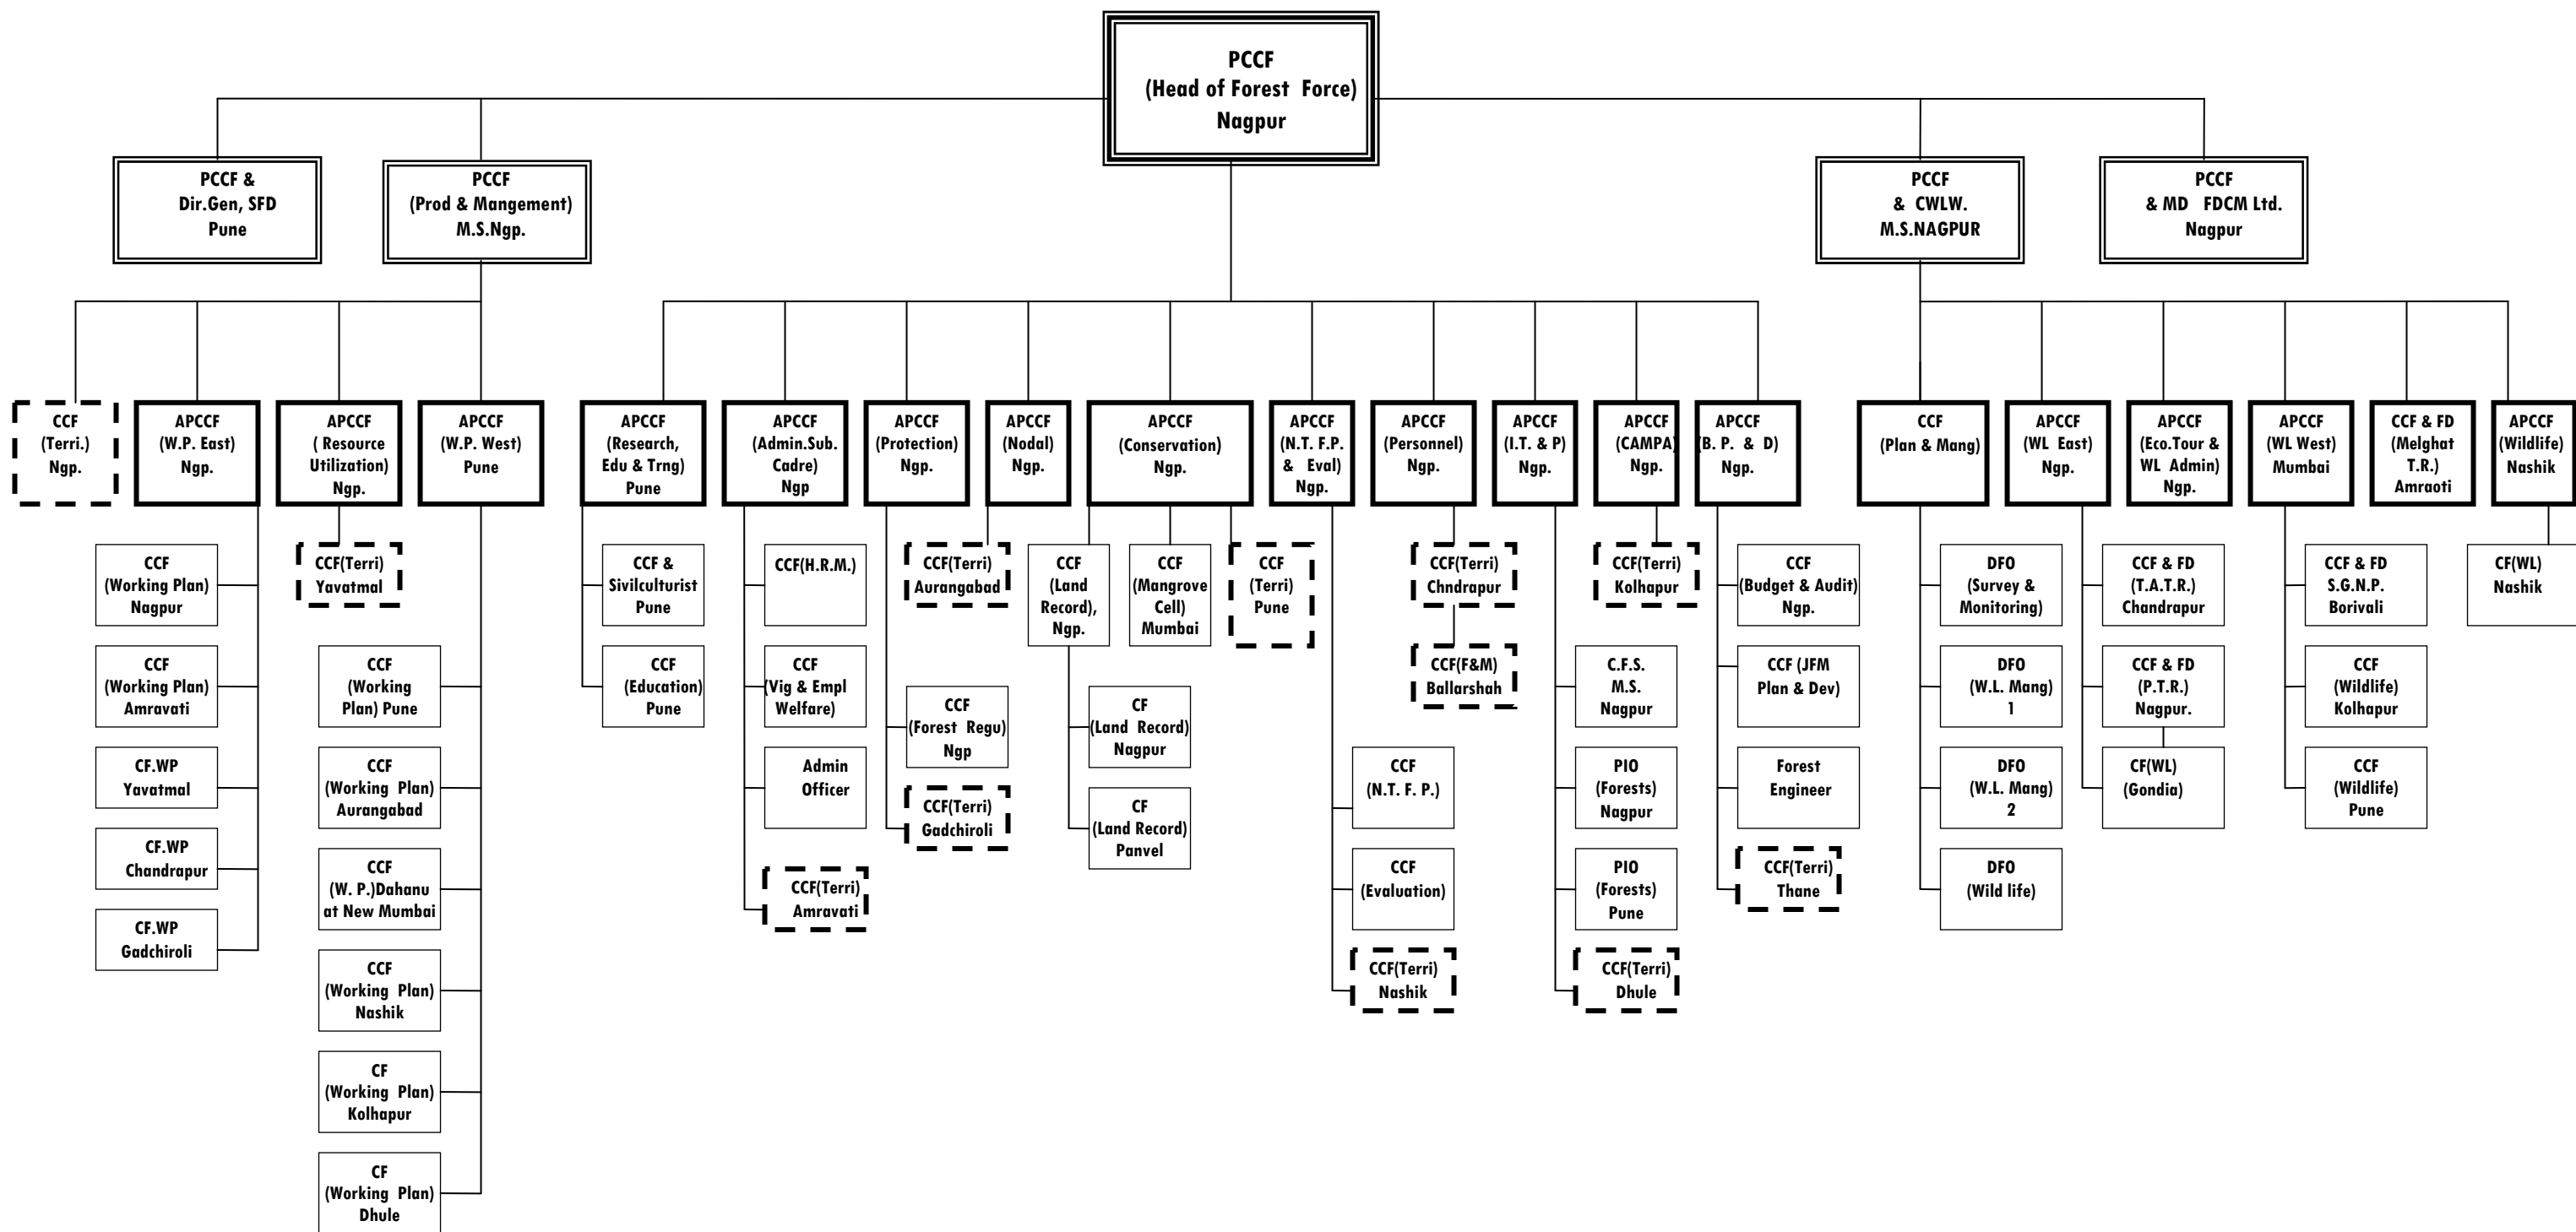 PCCF
(Head of Forest Force)
Nagpur
PCCF &
Dir.Gen, SFD
Pune
PCCF
(Prod & Mangement)
M.S.Ngp.
PCCF
& CWLW.
M.S.NAGPUR
PCCF
& MD FDCM Ltd.
Nagpur
CCF
(Terri.)
Ngp.
APCCF
(W.P. East)
Ngp.
APCCF
( Resource
Utilization)
Ngp.
APCCF
(W.P. West)
Pune
APCCF
(Research,
Edu & Trng)
Pune
APCCF
(Admin.Sub.
Cadre)
Ngp
APCCF
(Protection)
Ngp.
APCCF
(Nodal)
Ngp.
APCCF
(Conservation)
Ngp.
APCCF
(N.T. F.P.
& Eval)
Ngp.
APCCF
(Personnel)
Ngp.
APCCF
(I.T. & P)
Ngp.
APCCF
(CAMPA)
Ngp.
APCCF
(B. P. & D)
Ngp.
CCF
(Plan & Mang)
APCCF
(WL East)
Ngp.
APCCF
(Eco.Tour &
WL Admin)
Ngp.
APCCF
(WL West)
Mumbai
CCF & FD
(Melghat
T.R.)
Amraoti
APCCF
(Wildlife)
Nashik
CCF
(Working Plan)
Nagpur
CCF
(Working Plan)
Amravati
CF.WP
Yavatmal
CF.WP
Chandrapur
CF.WP
Gadchiroli
CCF(Terri)
Yavatmal
CCF
(Working
Plan) Pune
CCF
(Working Plan)
Aurangabad
CCF
(W. P.)Dahanu
at New Mumbai
CCF
(Working Plan)
Nashik
CF
(Working Plan)
Kolhapur
CF
(Working Plan)
Dhule
CCF &
Sivilculturist
Pune
CCF
(Education)
Pune
CCF(H.R.M.)
CCF
(Vig & Empl
Welfare)
Admin
Officer
CCF(Terri)
Amravati
CCF(Terri)
Aurangabad
CCF
(Forest Regu)
Ngp
CCF(Terri)
Gadchiroli
CCF
(Land
Record),
Ngp.
CCF
(Mangrove
Cell)
Mumbai
CCF
(Terri)
Pune
CF
(Land Record)
Nagpur
CF
(Land Record)
Panvel
CCF
(N.T. F. P.)
CCF
(Evaluation)
CCF(Terri)
Nashik
CCF(Terri)
Chndrapur
CCF(F&M)
Ballarshah
C.F.S.
M.S.
Nagpur
PIO
(Forests)
Nagpur
PIO
(Forests)
Pune
CCF(Terri)
Dhule
CCF(Terri)
Kolhapur
CCF
(Budget & Audit)
Ngp.
CCF (JFM
Plan & Dev)
Forest
Engineer
CCF(Terri)
Thane
DFO
(Survey &
Monitoring)
DFO
(W.L. Mang)
1
DFO
(W.L. Mang)
2
DFO
(Wild life)
CCF & FD
(T.A.T.R.)
Chandrapur
CCF & FD
(P.T.R.)
Nagpur.
CF(WL)
(Gondia)
CCF & FD
S.G.N.P.
Borivali
CCF
(Wildlife)
Kolhapur
CCF
(Wildlife)
Pune
CF(WL)
Nashik